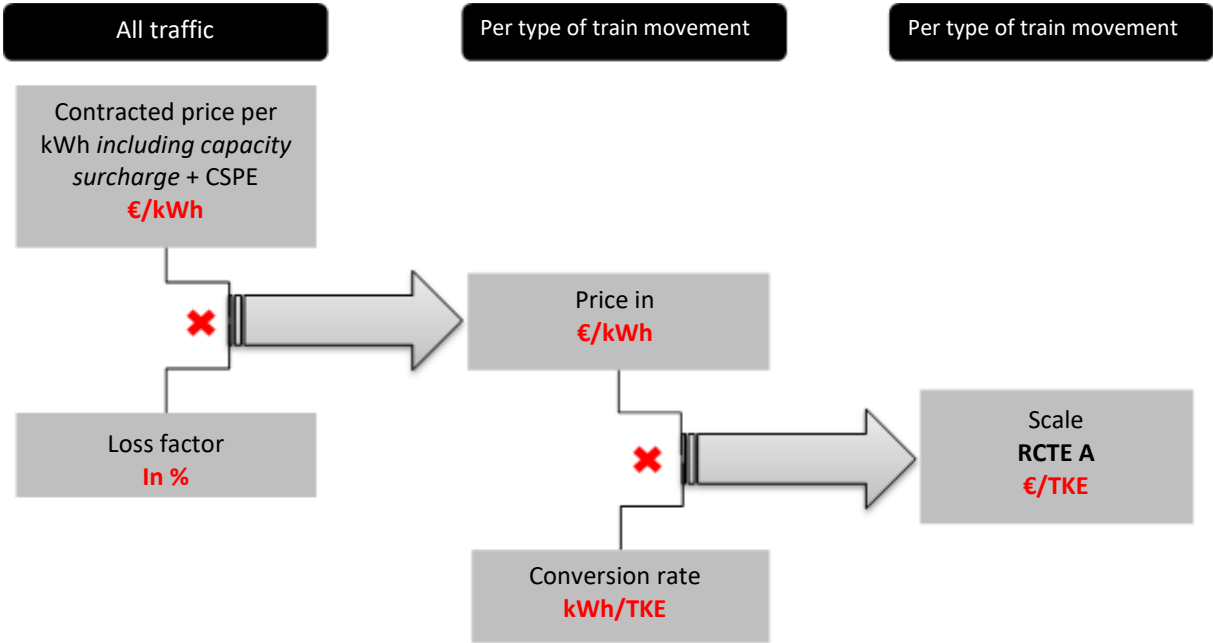 All traffic
Per type of train movement
Per type of train movement
Contracted price per
kWh including capacity
surcharge + CSPE
€/kWh
Price in
€/kWh
Loss factor
In %
Scale
RCTE A
€/TKE
Conversion rate
kWh/TKE